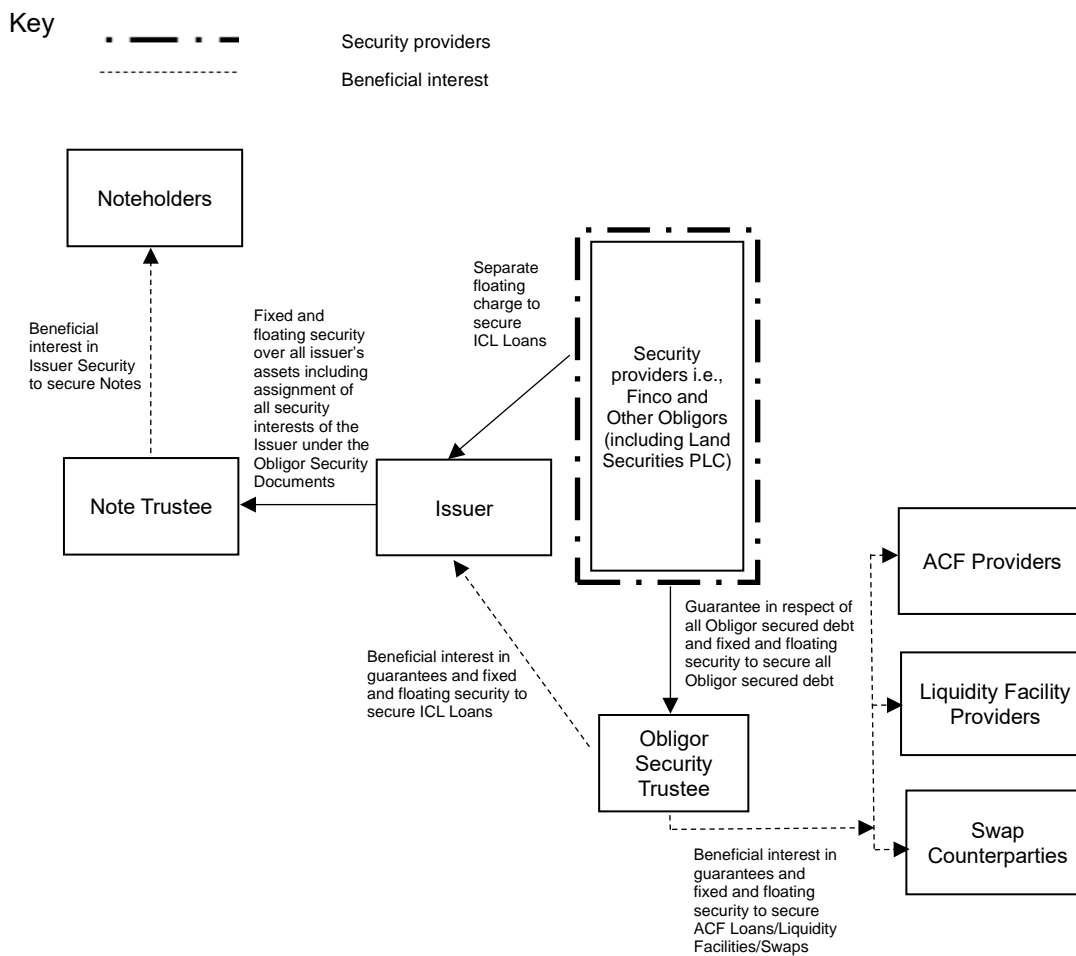 Key
Security providers
Beneficial interest
Noteholders
Beneficial
interest in
Issuer Security
to secure Notes
Fixed and
floating security
over all issuer's
assets including
assignment of
all security
interests of the
Issuer under the
Obligor Security
Documents
Separate
floating
charge to
secure
ICL Loans
Security
providers i.e.,
Finco and
Other Obligors
(including Land
Securities PLC)
Note Trustee
Issuer
ACF Providers
Guarantee in respect of
all Obligor secured debt
and fixed and floating
security to secure all
Obligor secured debt
Beneficial interest in
guarantees and fixed
and floating security to
secure ICL Loans
Liquidity Facility
Providers
Obligor
Security
Trustee
Swap
Counterparties
Beneficial interest in
guarantees and
fixed and floating
security to secure
ACF Loans/Liquidity
Facilities/Swaps